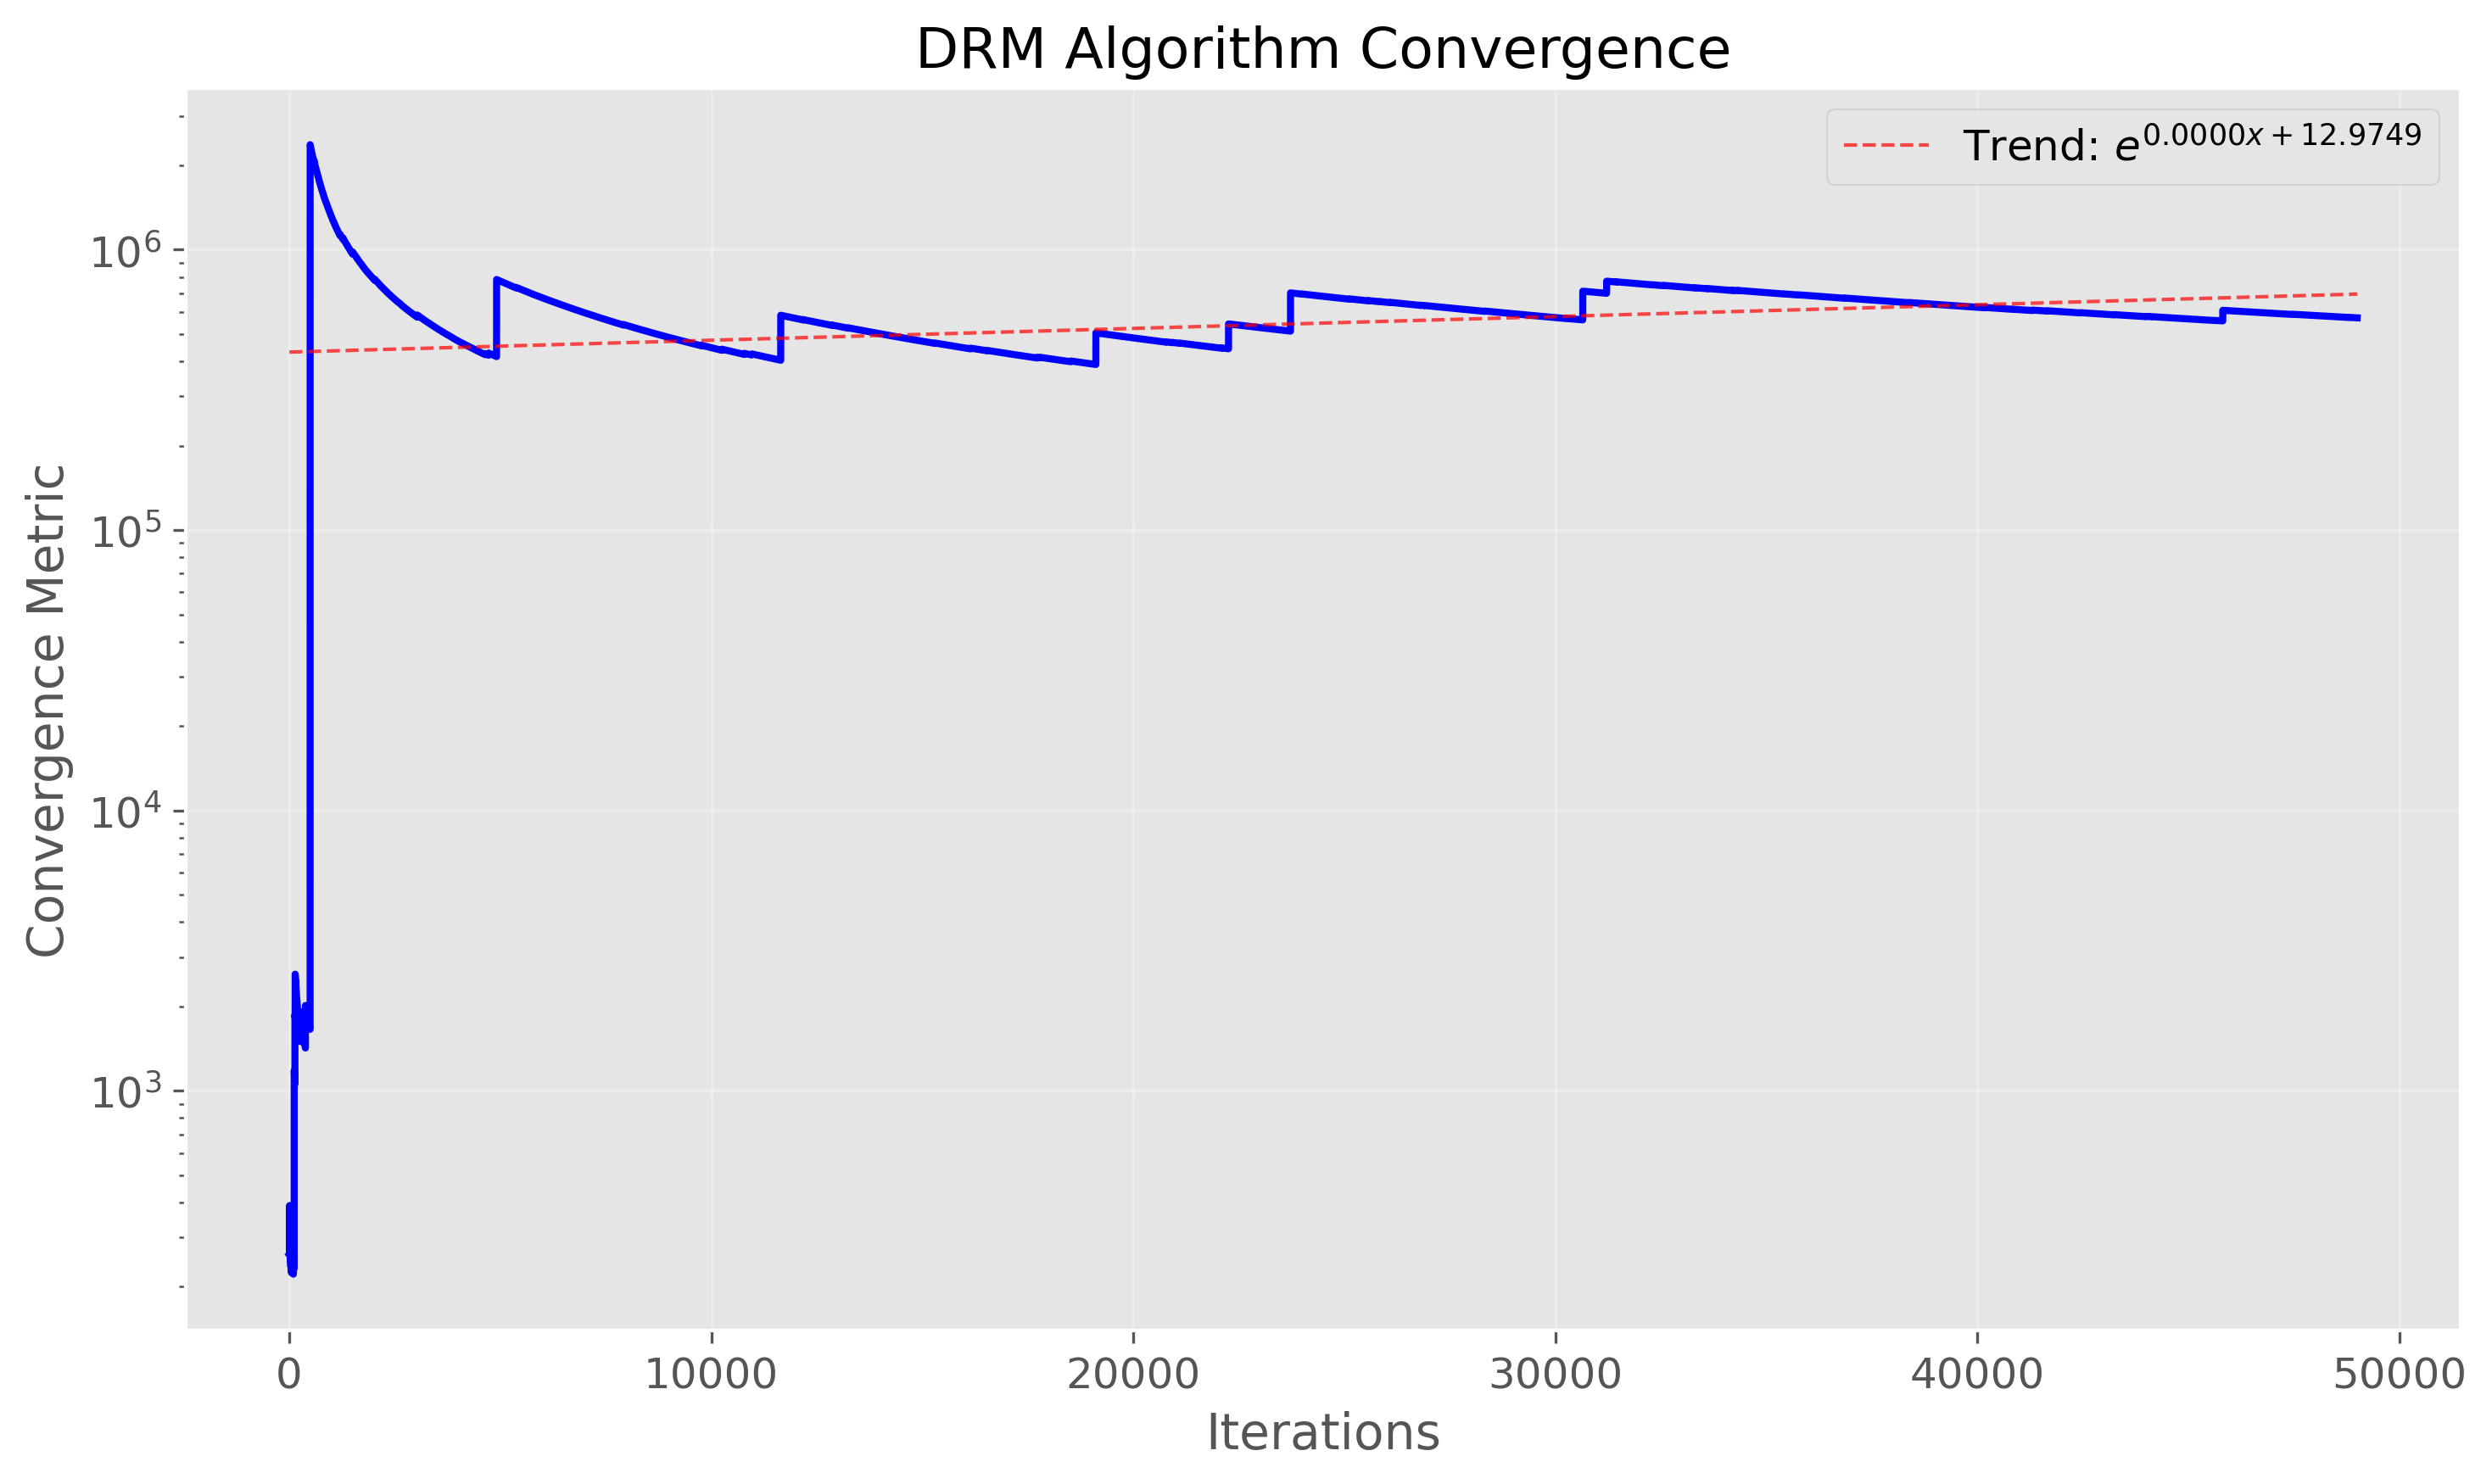 DRM Algorithm Convergence
Trend: e^{0.0000x + 12.9749}
Convergence Metric
10^6
10^5
10^4
10^3
0 10000 20000 30000 40000 50000
Iterations